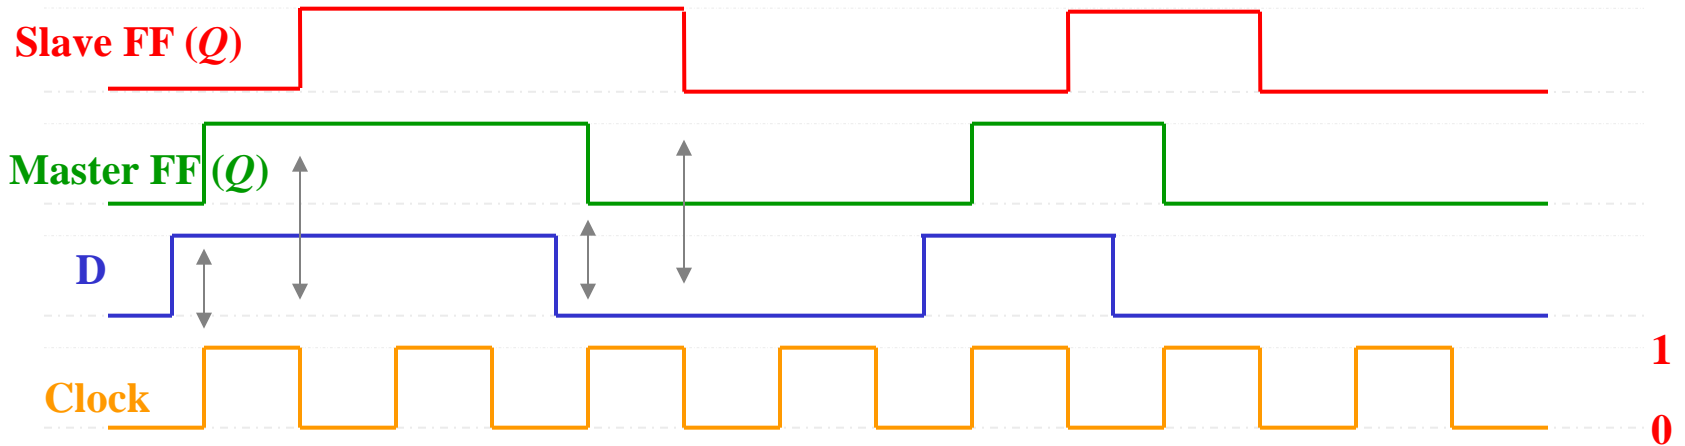 Slave FF (Q)
Master FF (Q)
D
1
Clock
0